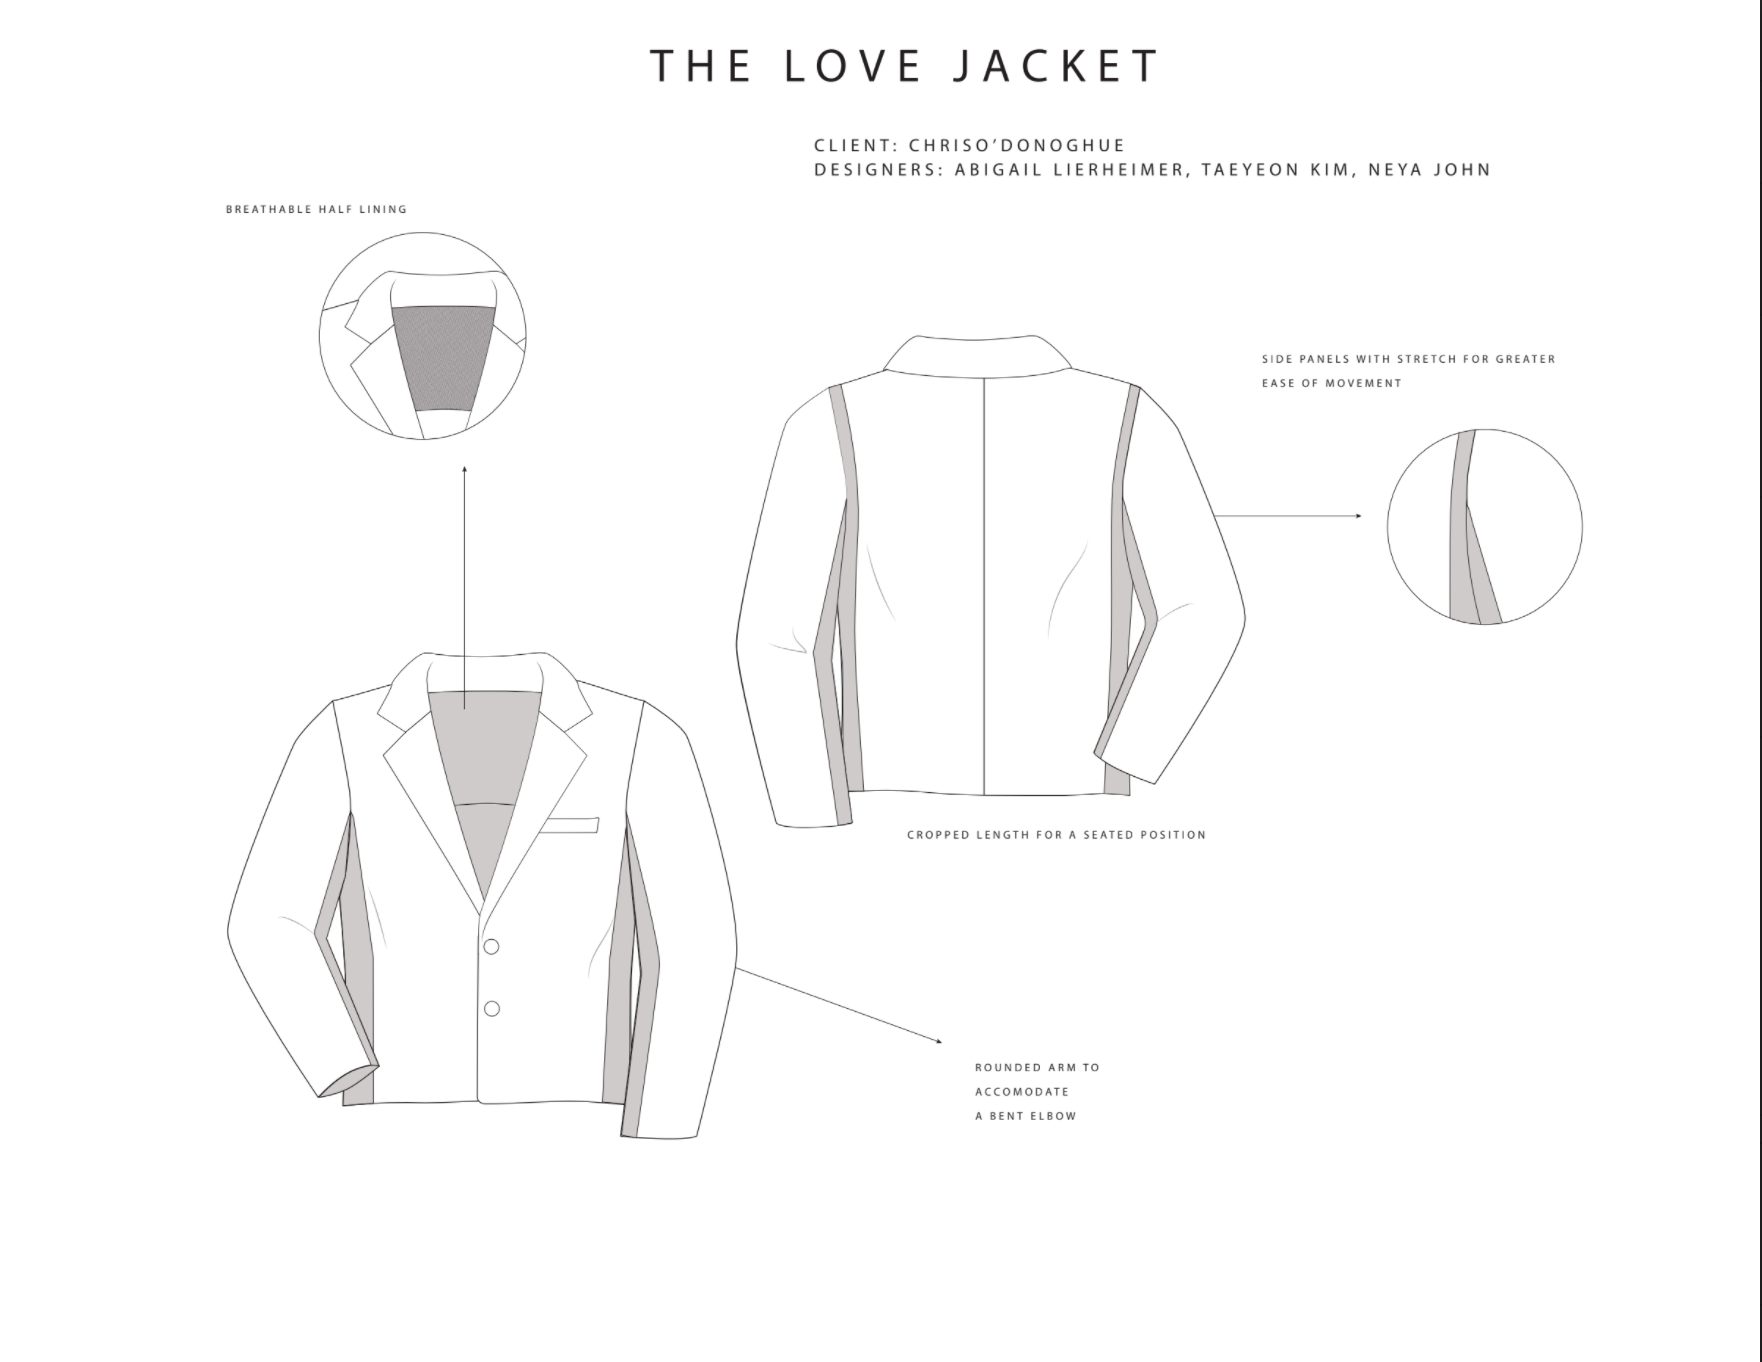 THE LOVE JACKET
CLIENT: CHRISO'DONOGHUE
DESIGNERS: ABIGAIL LIERHEIMER, TAEYEON KIM, NEYA JOHN
BREATHABLE HALF LINING
SIDE PANELS WITH STRETCH FOR GREATER
EASE OF MOVEMENT
CROPPED LENGTH FOR A SEATED POSITION
ROUNDED ARM TO
ACCOMODATE
A BENT ELBOW